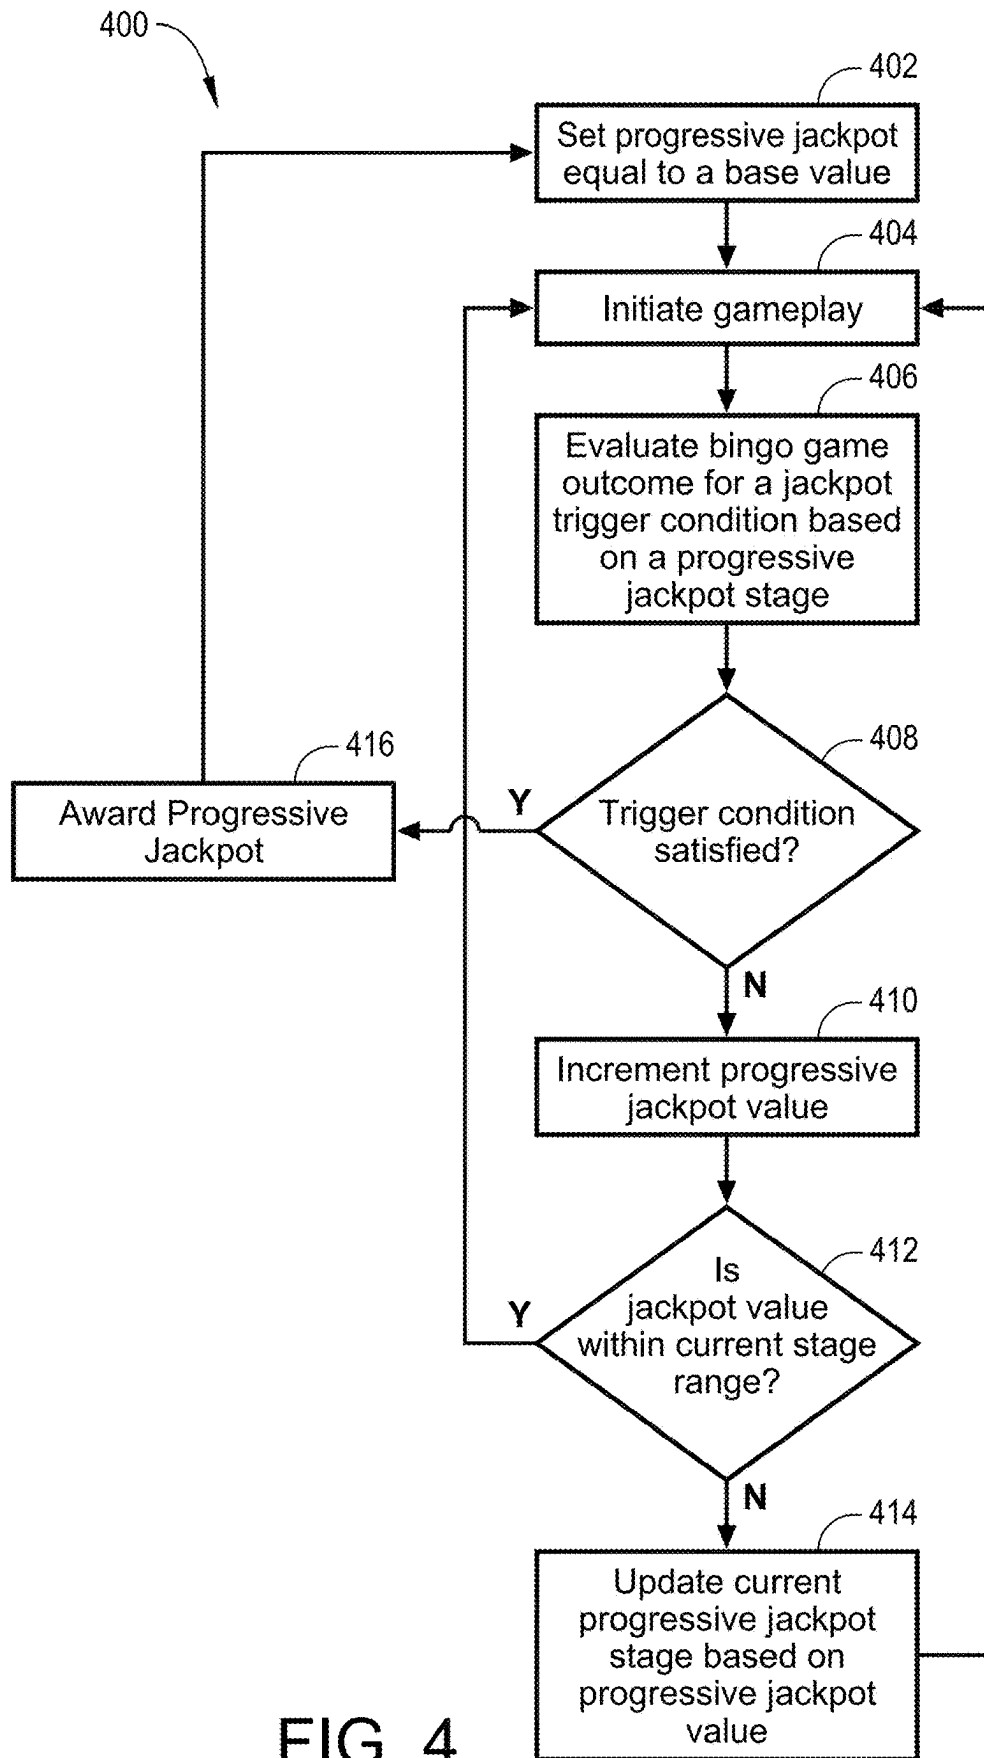 400
402
Set progressive jackpot
equal to a base value
404
Initiate gameplay
406
Evaluate bingo game
outcome for a jackpot
trigger condition based
on a progressive
jackpot stage
408
Trigger condition
satisfied?
Y
416
Award Progressive
Jackpot
N
410
Increment progressive
jackpot value
412
Is
jackpot value
within current stage
range?
Y
N
414
Update current
progressive jackpot
stage based on
progressive jackpot
value
FIG. 4